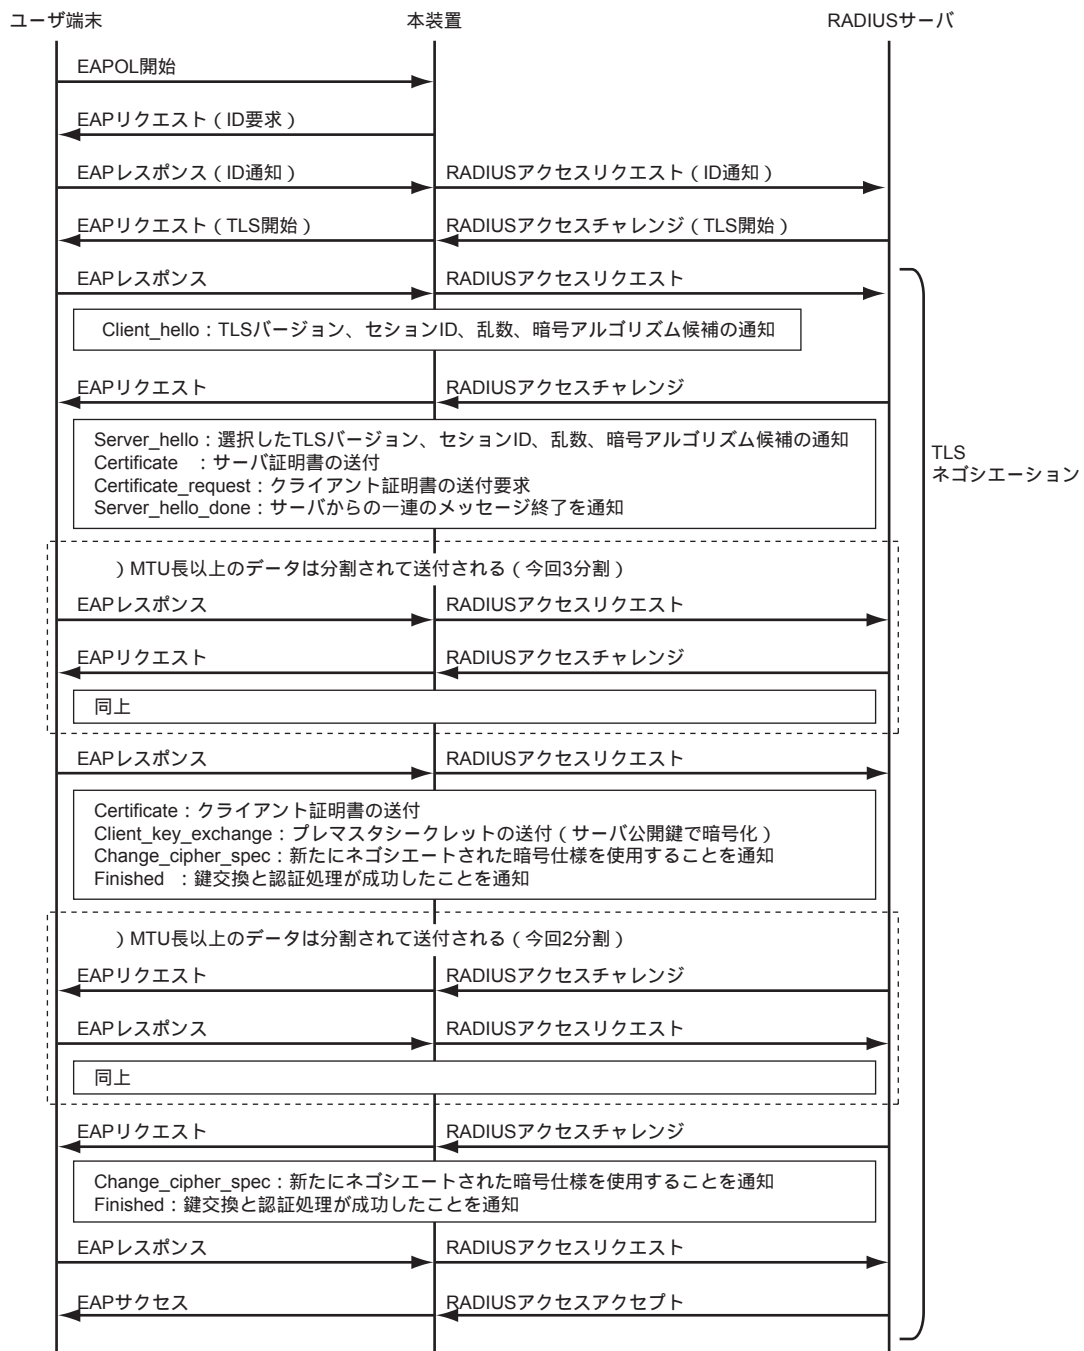 ユーザ端末 本装置 RADIUSサーバ
EAPOL開始
EAPリクエスト（ID要求）
EAPレスポンス（ID通知） RADIUSアクセスリクエスト（ID通知）
EAPリクエスト（TLS開始） RADIUSアクセスチャレンジ（TLS開始）
EAPレスポンス RADIUSアクセスリクエスト
Client_hello：TLSバージョン、セションID、乱数、暗号アルゴリズム候補の通知
EAPリクエスト RADIUSアクセスチャレンジ
Server_hello：選択したTLSバージョン、セションID、乱数、暗号アルゴリズム候補の通知
Certificate ：サーバ証明書の送付
Certificate_request：クライアント証明書の送付要求
Server_hello_done：サーバからの一連のメッセージ終了を通知
TLS
ネゴシエーション
）MTU長以上のデータは分割されて送付される（今回3分割）
EAPレスポンス RADIUSアクセスリクエスト
EAPリクエスト RADIUSアクセスチャレンジ
同上
EAPレスポンス RADIUSアクセスリクエスト
Certificate：クライアント証明書の送付
Client_key_exchange：プレマスタシークレットの送付（サーバ公開鍵で暗号化）
Change_cipher_spec：新たにネゴシエートされた暗号仕様を使用することを通知
Finished ：鍵交換と認証処理が成功したことを通知
）MTU長以上のデータは分割されて送付される（今回2分割）
EAPリクエスト RADIUSアクセスチャレンジ
EAPレスポンス RADIUSアクセスリクエスト
同上
EAPリクエスト RADIUSアクセスチャレンジ
Change_cipher_spec：新たにネゴシエートされた暗号仕様を使用することを通知
Finished：鍵交換と認証処理が成功したことを通知
EAPレスポンス RADIUSアクセスリクエスト
EAPサクセス RADIUSアクセスアクセプト